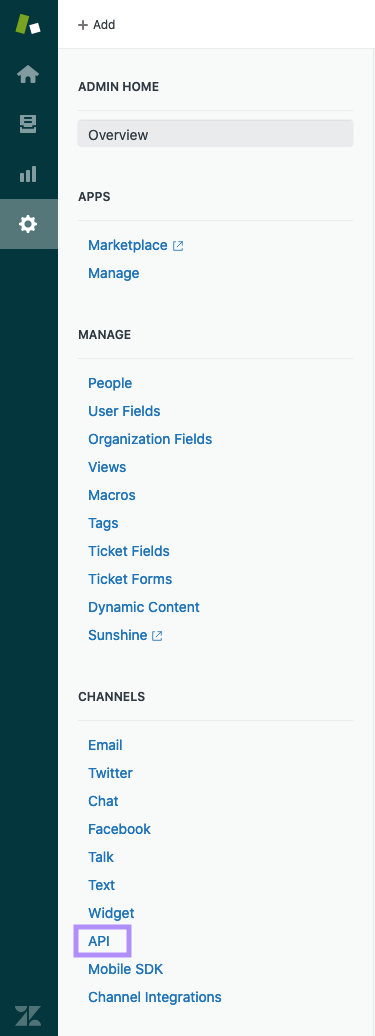 + Add
ADMIN HOME
Overview
APPS
Marketplace
Manage
MANAGE
People
User Fields
Organization Fields
Views
Macros
Tags
Ticket Fields
Ticket Forms
Dynamic Content
Sunshine
CHANNELS
Email
Twitter
Chat
Facebook
Talk
Text
Widget
API
Mobile SDK
Channel Integrations